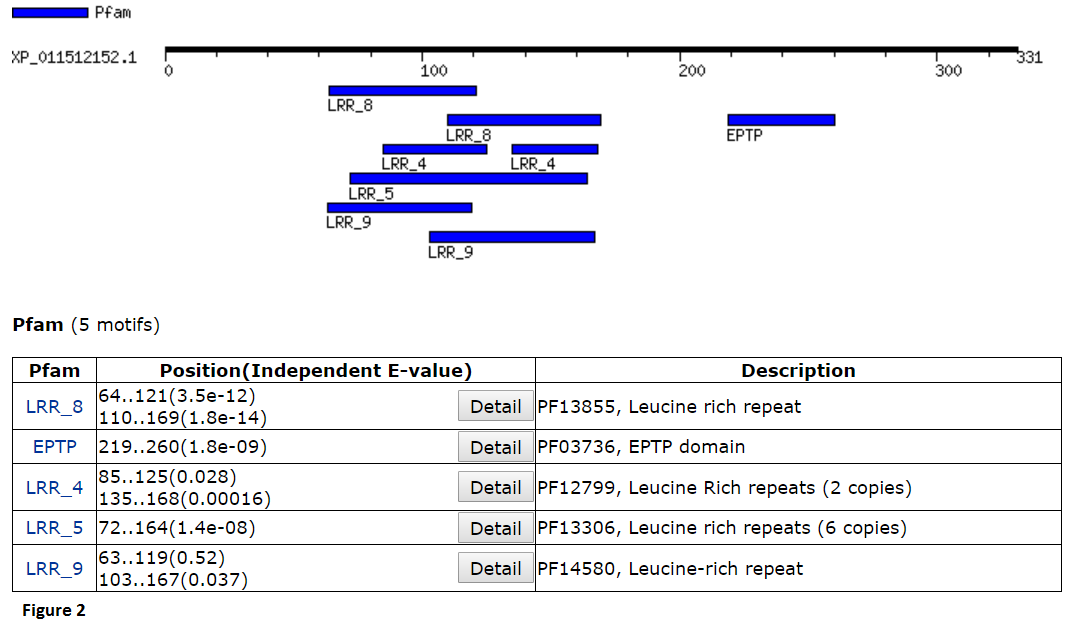 Pfam
XP_011512152.1
331
0 100 200 300
LRR_8
LRR_8 EPTP
LRR_4 LRR_4
LRR_5
LRR_9
LRR_9
Pfam (5 motifs)
Pfam Position(Independent E-value) Description
LRR_8 64..121(3.5e-12) Detail PF13855, Leucine rich repeat
110..169(1.8e-14)
EPTP 219..260(1.8e-09) Detail PF03736, EPTP domain
LRR_4 85..125(0.028) Detail PF12799, Leucine Rich repeats (2 copies)
135..168(0.00016)
LRR_5 72..164(1.4e-08) Detail PF13306, Leucine rich repeats (6 copies)
LRR_9 63..119(0.52) Detail PF14580, Leucine-rich repeat
103..167(0.037)
Figure 2